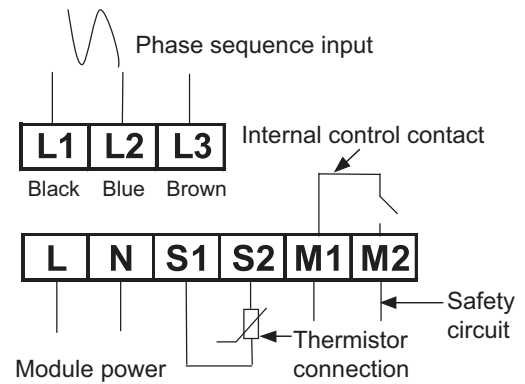 Phase sequence input
L1 L2 L3
Internal control contact
Black Blue Brown
L N S1 S2 M1 M2
Safety
circuit
Thermistor
connection
Module power